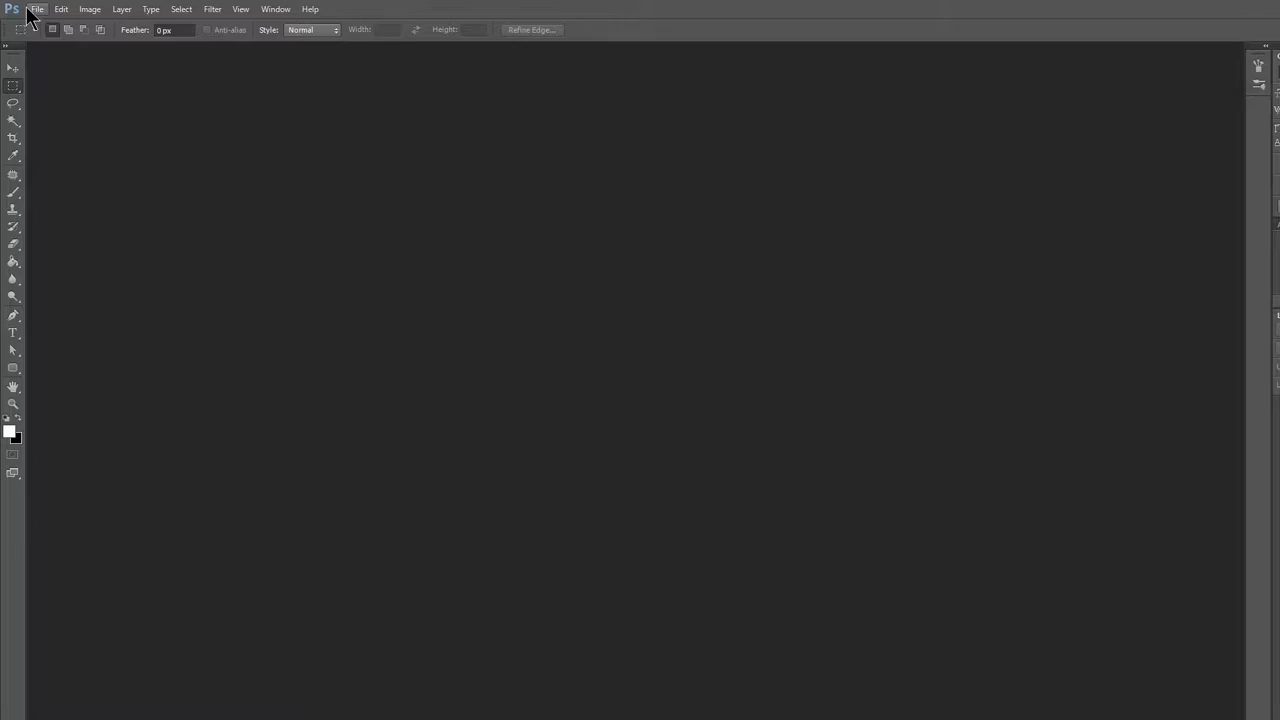 Ps File Edit Image Layer Type Select Filter View Window Help
Feather: 0 px Anti-alias Style: Normal Width: Height: Refine Edge...
T